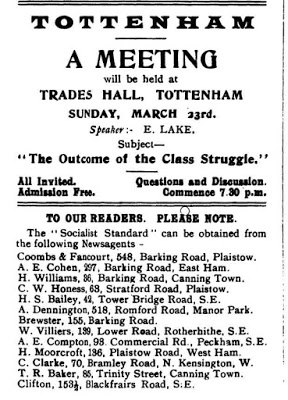 TOTTENHAM
A MEETING
will be held at
TRADES HALL, TOTTENHAM
SUNDAY, MARCH 23rd.
Speaker:- E. LAKE.
Subject—
"The Outcome of the Class Struggle."
All Invited. Questions and Discussion.
Admission Free. Commence 7.30 p.m.
TO OUR READERS. PLEASE NOTE.
The "Socialist Standard" can be obtained from
the following Newsagents -
Coombs & Fancourt, 548, Barking Road, Plaistow.
A. E. Cohen, 297, Barking Road, East Ham.
H. Williams, 86, Barking Road, Canning Town.
C. W. Honess, 63, Stratford Road, Plaistow.
H. S. Bailey, 42, Tower Bridge Road, S.E.
A. Dennington, 518, Romford Road, Manor Park.
Brewster, 155, Barking Road.
W. Villiers, 139, Lower Road, Rotherhithe. S.E.
A. E. Compton, 98. Commercial Rd., Peckham, S.E.
H. Moorcroft, 136, Plaistow Road, West Ham.
C. Clarke, 70, Bramley Road, N. Kensington, W.
T. R. Baker, 85, Trinity Street, Canning Town.
Clifton, 153½, Blackfrairs Road, S.E.